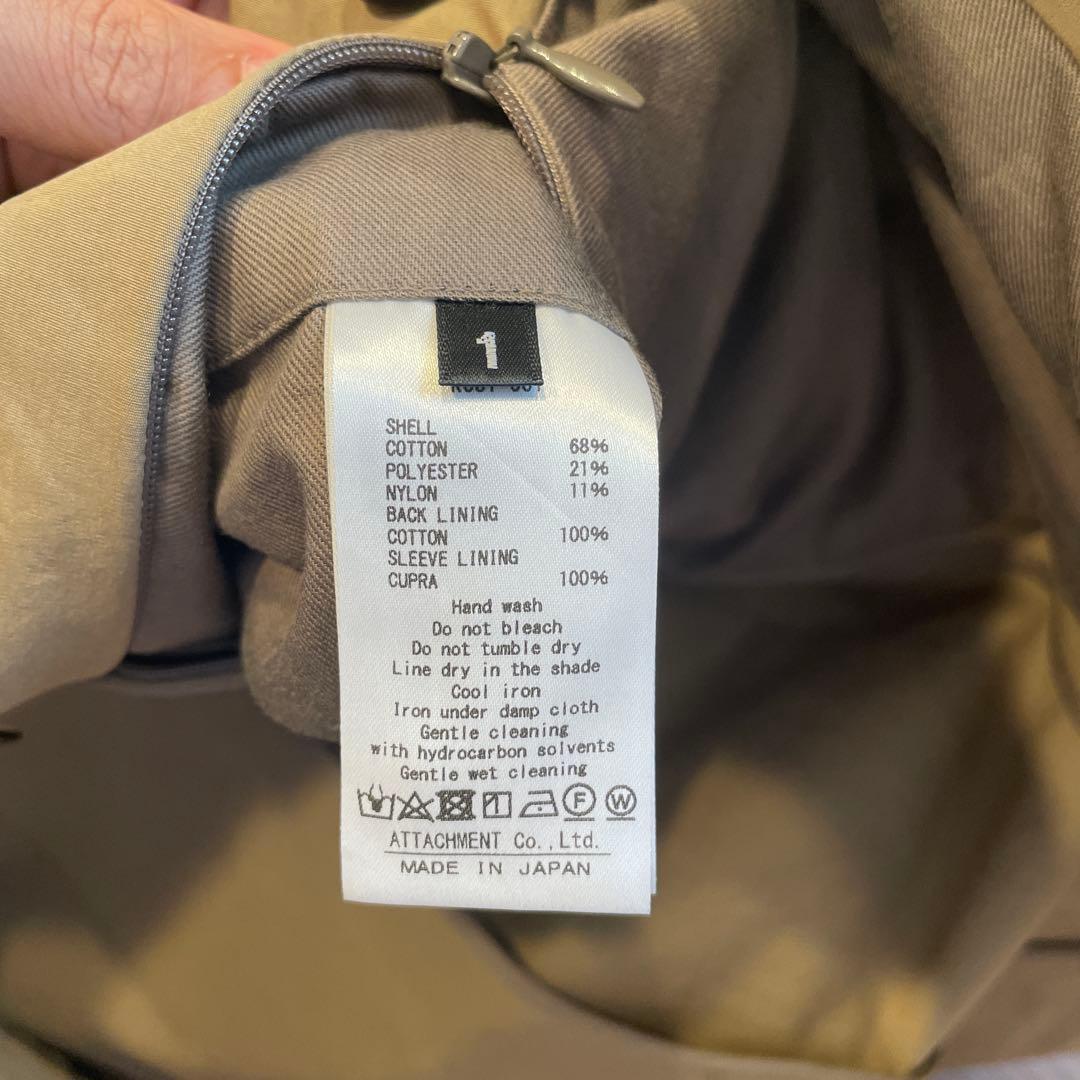 1
SHELL
COTTON 68%
POLYESTER 21%
NYLON 11%
BACK LINING
COTTON 100%
SLEEVE LINING
CUPRA 100%
Hand wash
Do not bleach
Do not tumble dry
Line dry in the shade
Cool iron
Iron under damp cloth
Gentle cleaning
with hydrocarbon solvents
Gentle wet cleaning
F W
ATTACHMENT Co.,Ltd.
MADE IN JAPAN